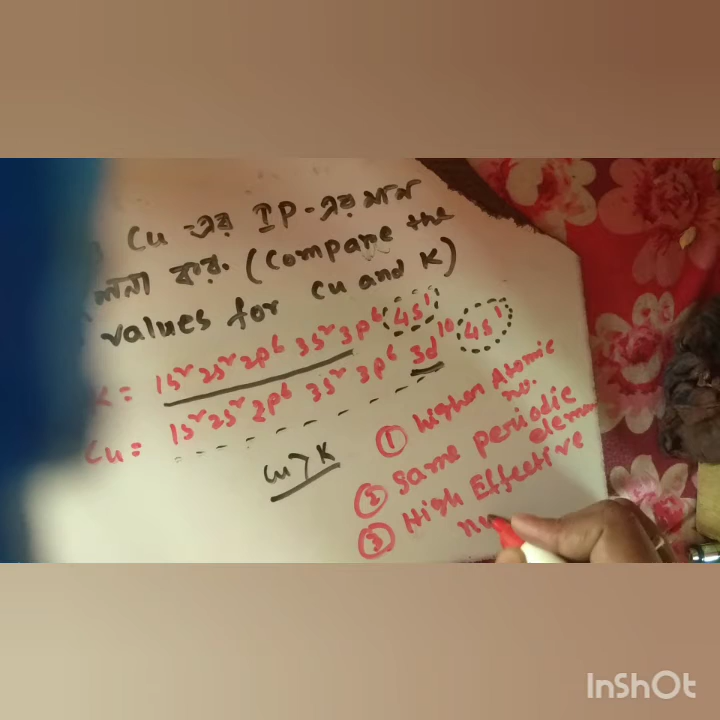 Cu -এর IP-এর মান
তুলনা কর. (Compare the
values for Cu and K)
K = 1s² 2s² 2p⁶ 3s² 3p⁶ 4s¹
Cu = 1s² 2s² 2p⁶ 3s² 3p⁶ 3d¹⁰ 4s¹
Cu > K
① Higher Atomic
no.
② Same periodic
elemen
③ High Effective
nu
InShOt